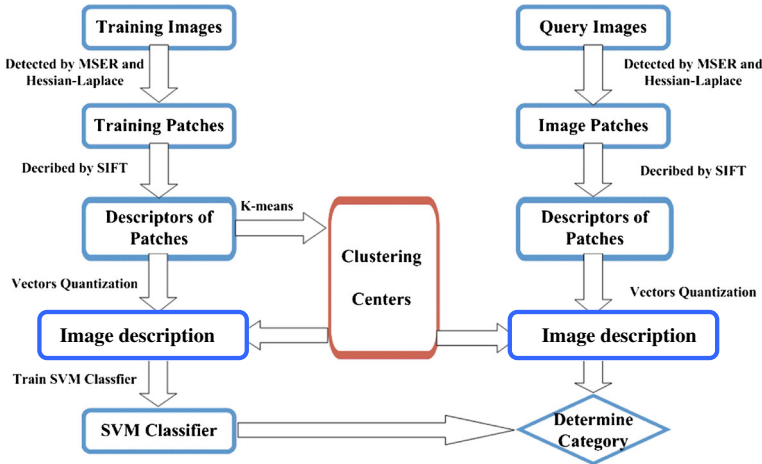 Training Images
Detected by MSER and
Hessian-Laplace
Training Patches
Decribed by SIFT
Descriptors of
Patches
K-means
Vectors Quantization
Image description
Train SVM Classfier
SVM Classifier
Clustering
Centers
Query Images
Detected by MSER and
Hessian-Laplace
Image Patches
Decribed by SIFT
Descriptors of
Patches
Vectors Quantization
Image description
Determine
Category